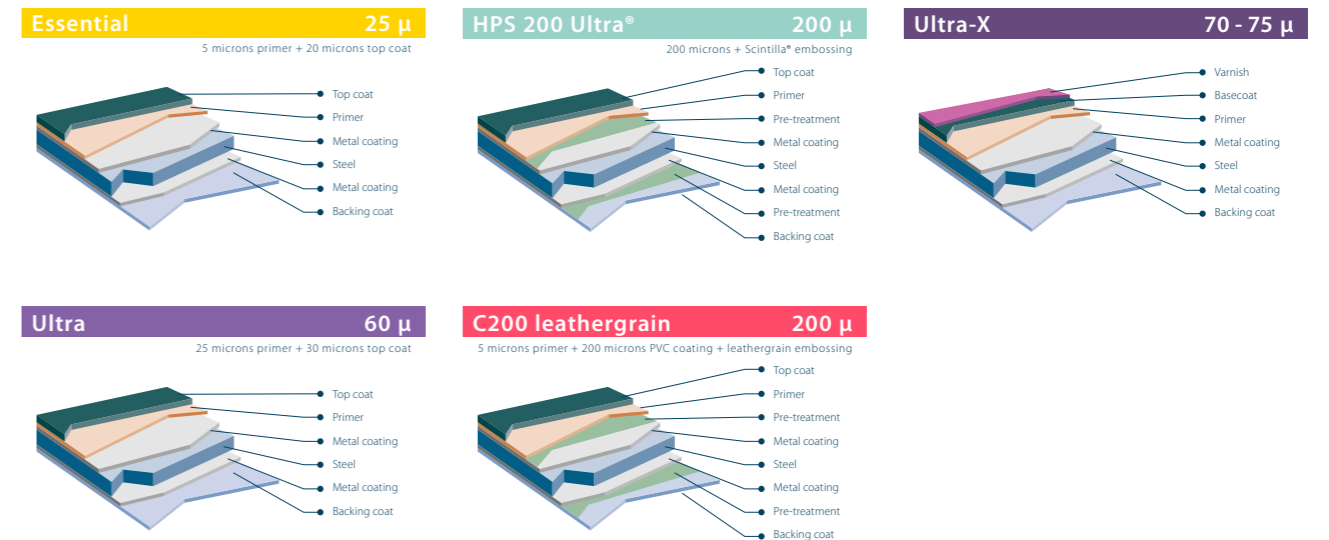 Essential 25 μ
5 microns primer + 20 microns top coat
Top coat
Primer
Metal coating
Steel
Metal coating
Backing coat
HPS 200 Ultra® 200 μ
200 microns + Scintilla® embossing
Top coat
Primer
Pre-treatment
Metal coating
Steel
Metal coating
Pre-treatment
Backing coat
Ultra-X 70 - 75 μ
Varnish
Basecoat
Primer
Metal coating
Steel
Metal coating
Backing coat
Ultra 60 μ
25 microns primer + 30 microns top coat
Top coat
Primer
Metal coating
Steel
Metal coating
Backing coat
C200 leathergrain 200 μ
5 microns primer + 200 microns PVC coating + leathergrain embossing
Top coat
Primer
Pre-treatment
Metal coating
Steel
Metal coating
Pre-treatment
Backing coat